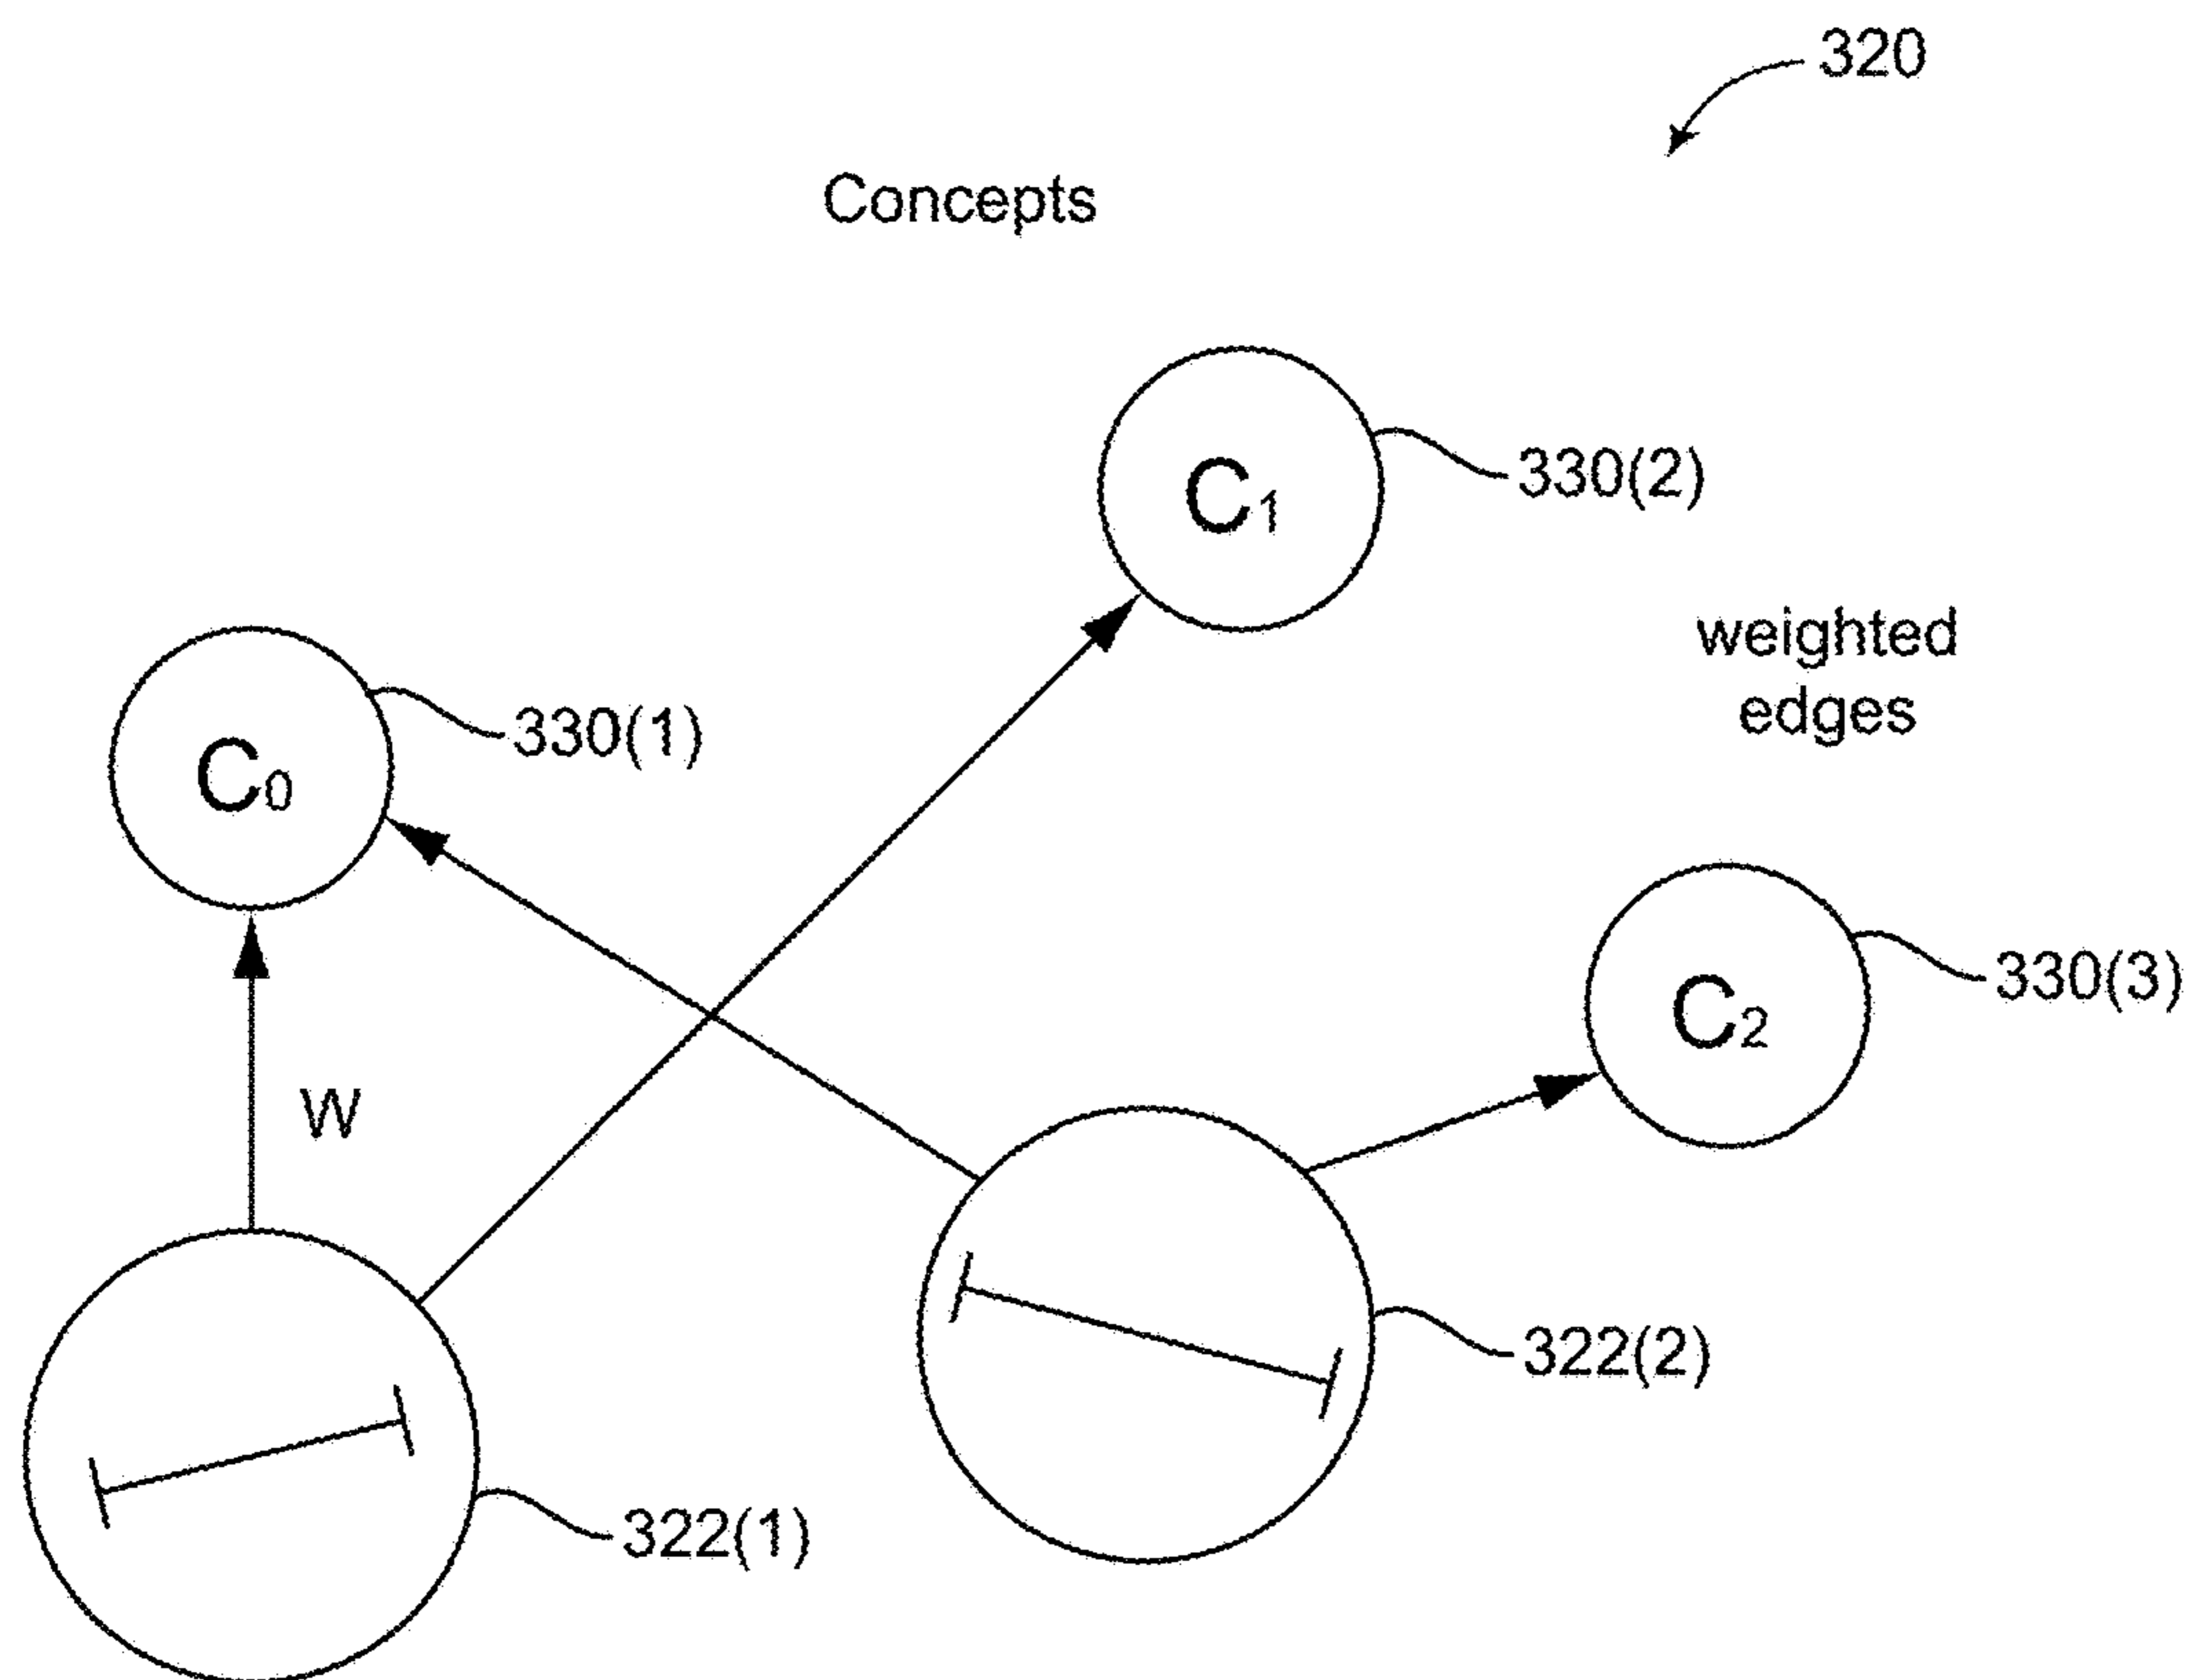 320
Concepts
C1
330(2)
weighted
edges
C0
330(1)
C2
330(3)
W
322(2)
322(1)